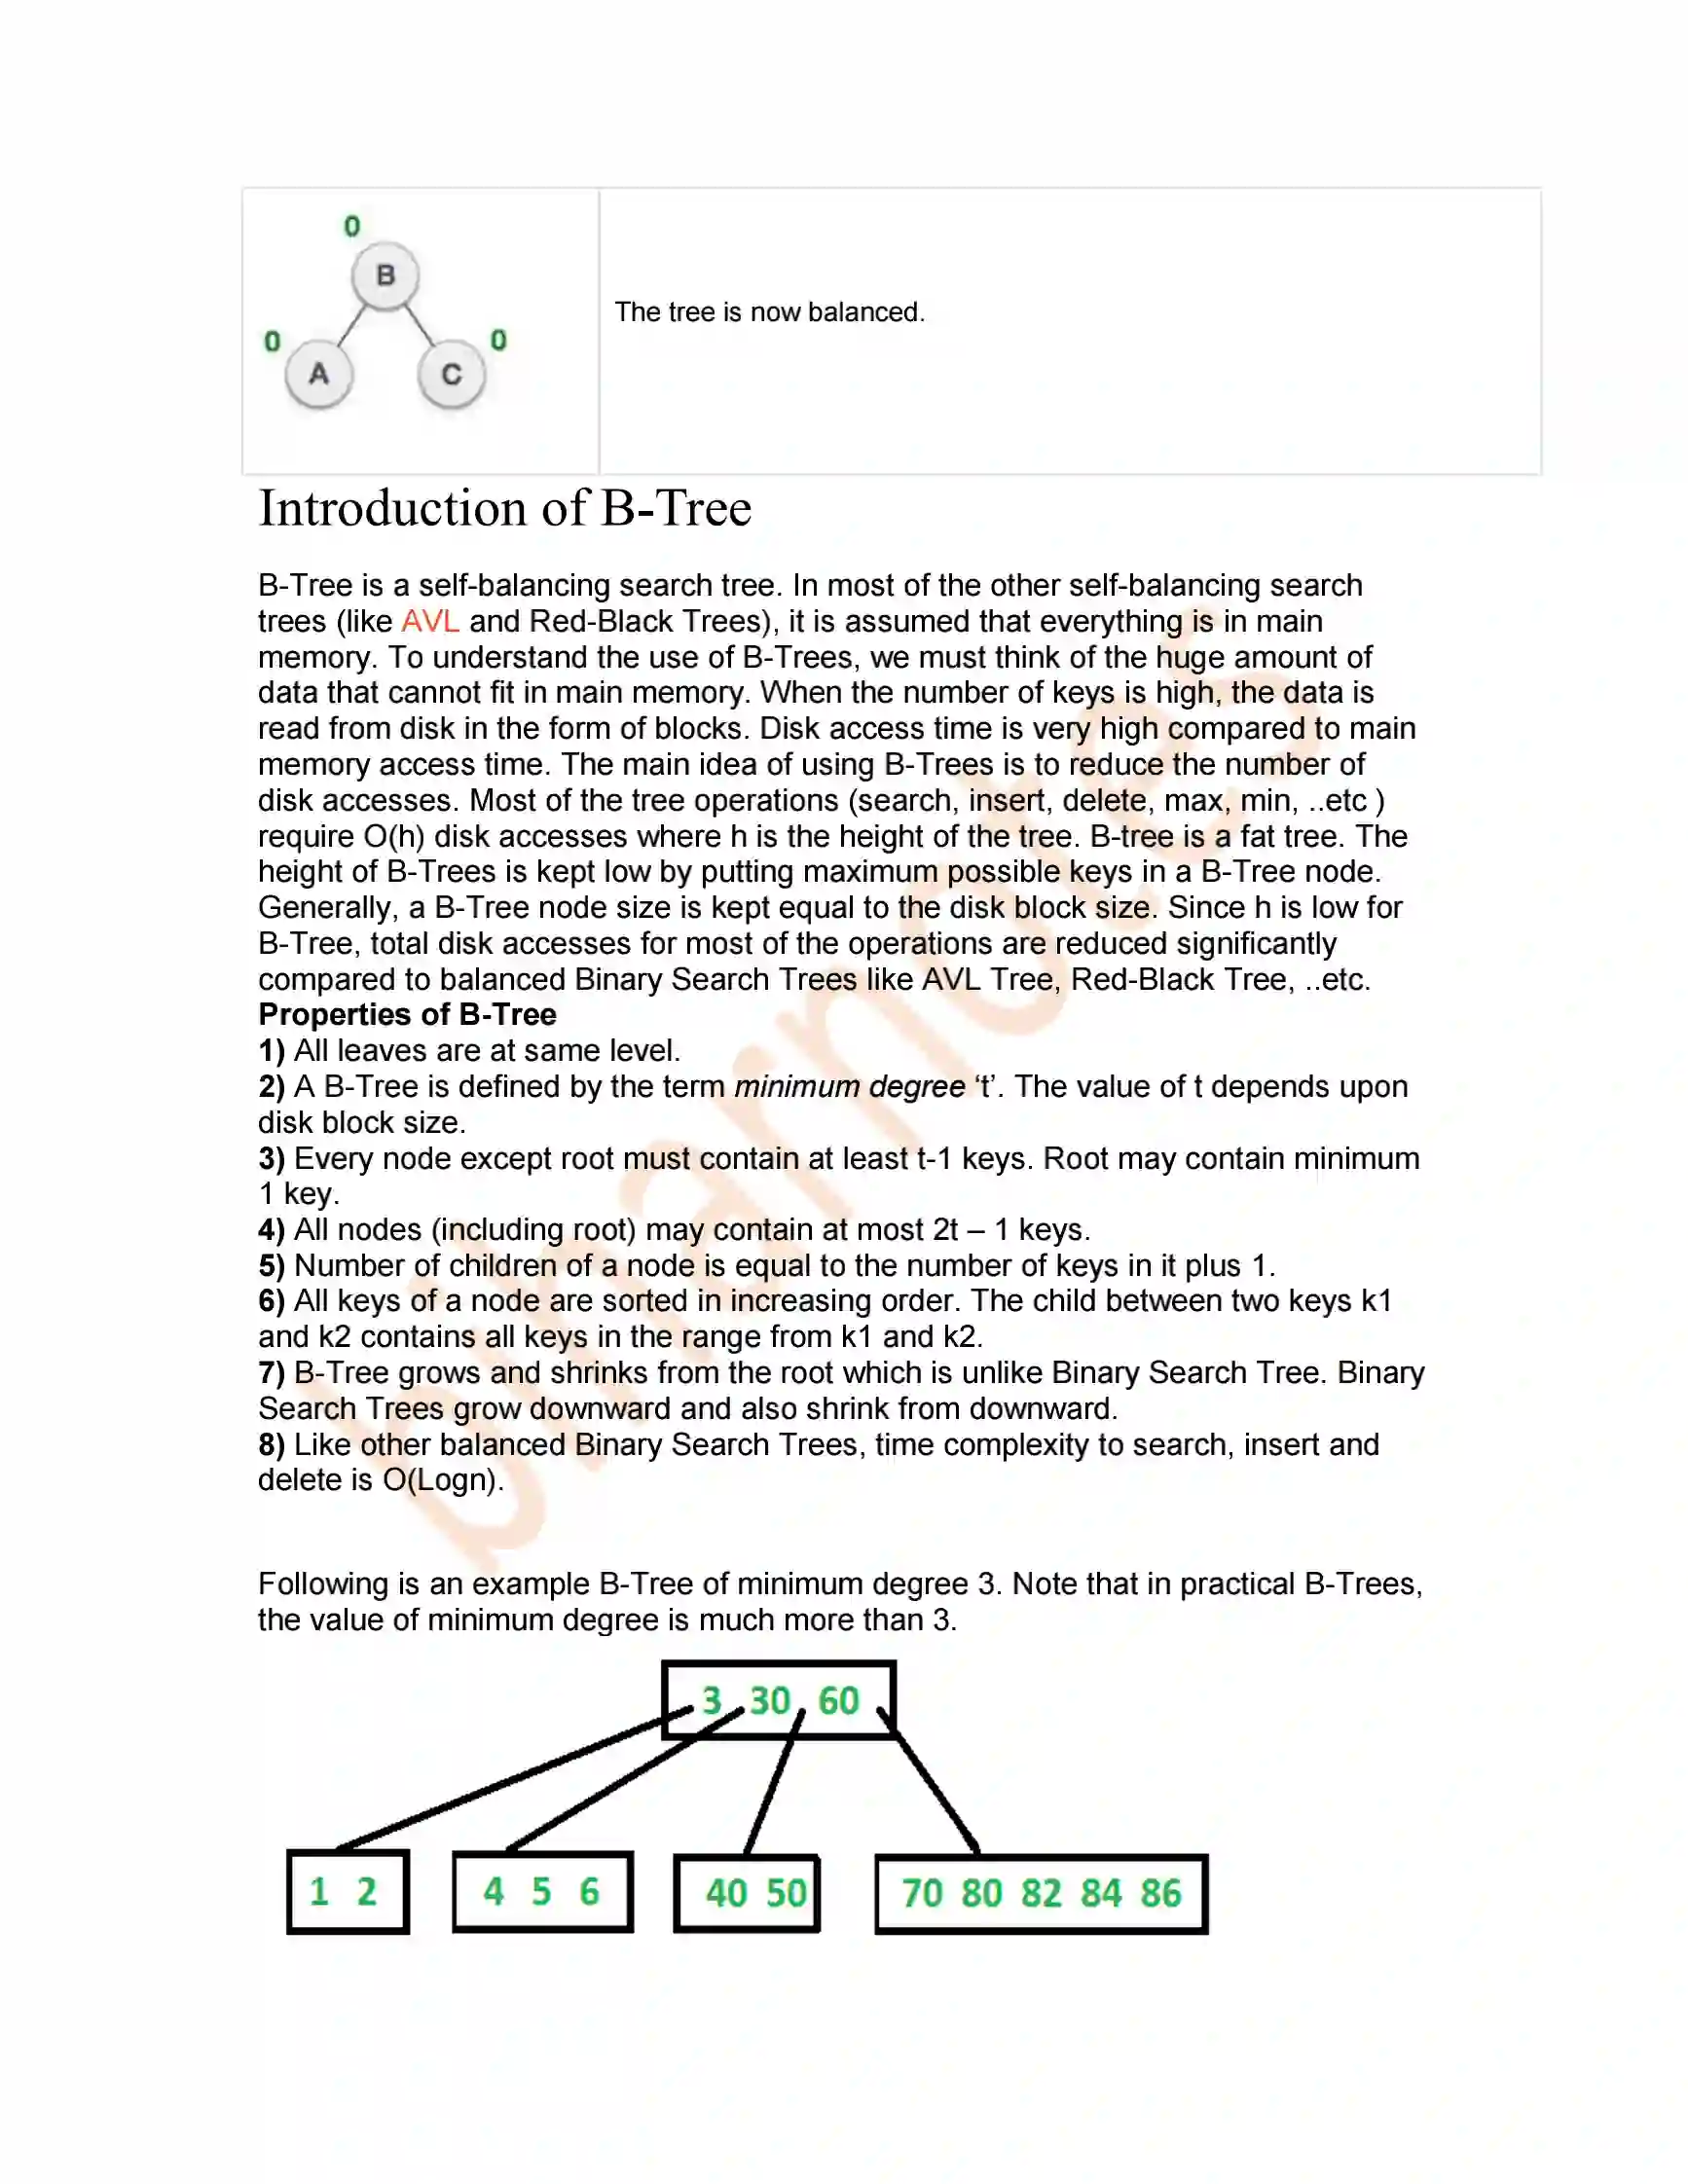 0
B
0
0
A
C
The tree is now balanced.
Introduction of B-Tree
B-Tree is a self-balancing search tree. In most of the other self-balancing search
trees (like AVL and Red-Black Trees), it is assumed that everything is in main
memory. To understand the use of B-Trees, we must think of the huge amount of
data that cannot fit in main memory. When the number of keys is high, the data is
read from disk in the form of blocks. Disk access time is very high compared to main
memory access time. The main idea of using B-Trees is to reduce the number of
disk accesses. Most of the tree operations (search, insert, delete, max, min, ..etc )
require O(h) disk accesses where h is the height of the tree. B-tree is a fat tree. The
height of B-Trees is kept low by putting maximum possible keys in a B-Tree node.
Generally, a B-Tree node size is kept equal to the disk block size. Since h is low for
B-Tree, total disk accesses for most of the operations are reduced significantly
compared to balanced Binary Search Trees like AVL Tree, Red-Black Tree, ..etc.
Properties of B-Tree
1) All leaves are at same level.
2) A B-Tree is defined by the term minimum degree ‘t’. The value of t depends upon
disk block size.
3) Every node except root must contain at least t-1 keys. Root may contain minimum
1 key.
4) All nodes (including root) may contain at most 2t – 1 keys.
5) Number of children of a node is equal to the number of keys in it plus 1.
6) All keys of a node are sorted in increasing order. The child between two keys k1
and k2 contains all keys in the range from k1 and k2.
7) B-Tree grows and shrinks from the root which is unlike Binary Search Tree. Binary
Search Trees grow downward and also shrink from downward.
8) Like other balanced Binary Search Trees, time complexity to search, insert and
delete is O(Logn).
Following is an example B-Tree of minimum degree 3. Note that in practical B-Trees,
the value of minimum degree is much more than 3.
3 30 60
1 2
4 5 6
40 50
70 80 82 84 86
biharnotes